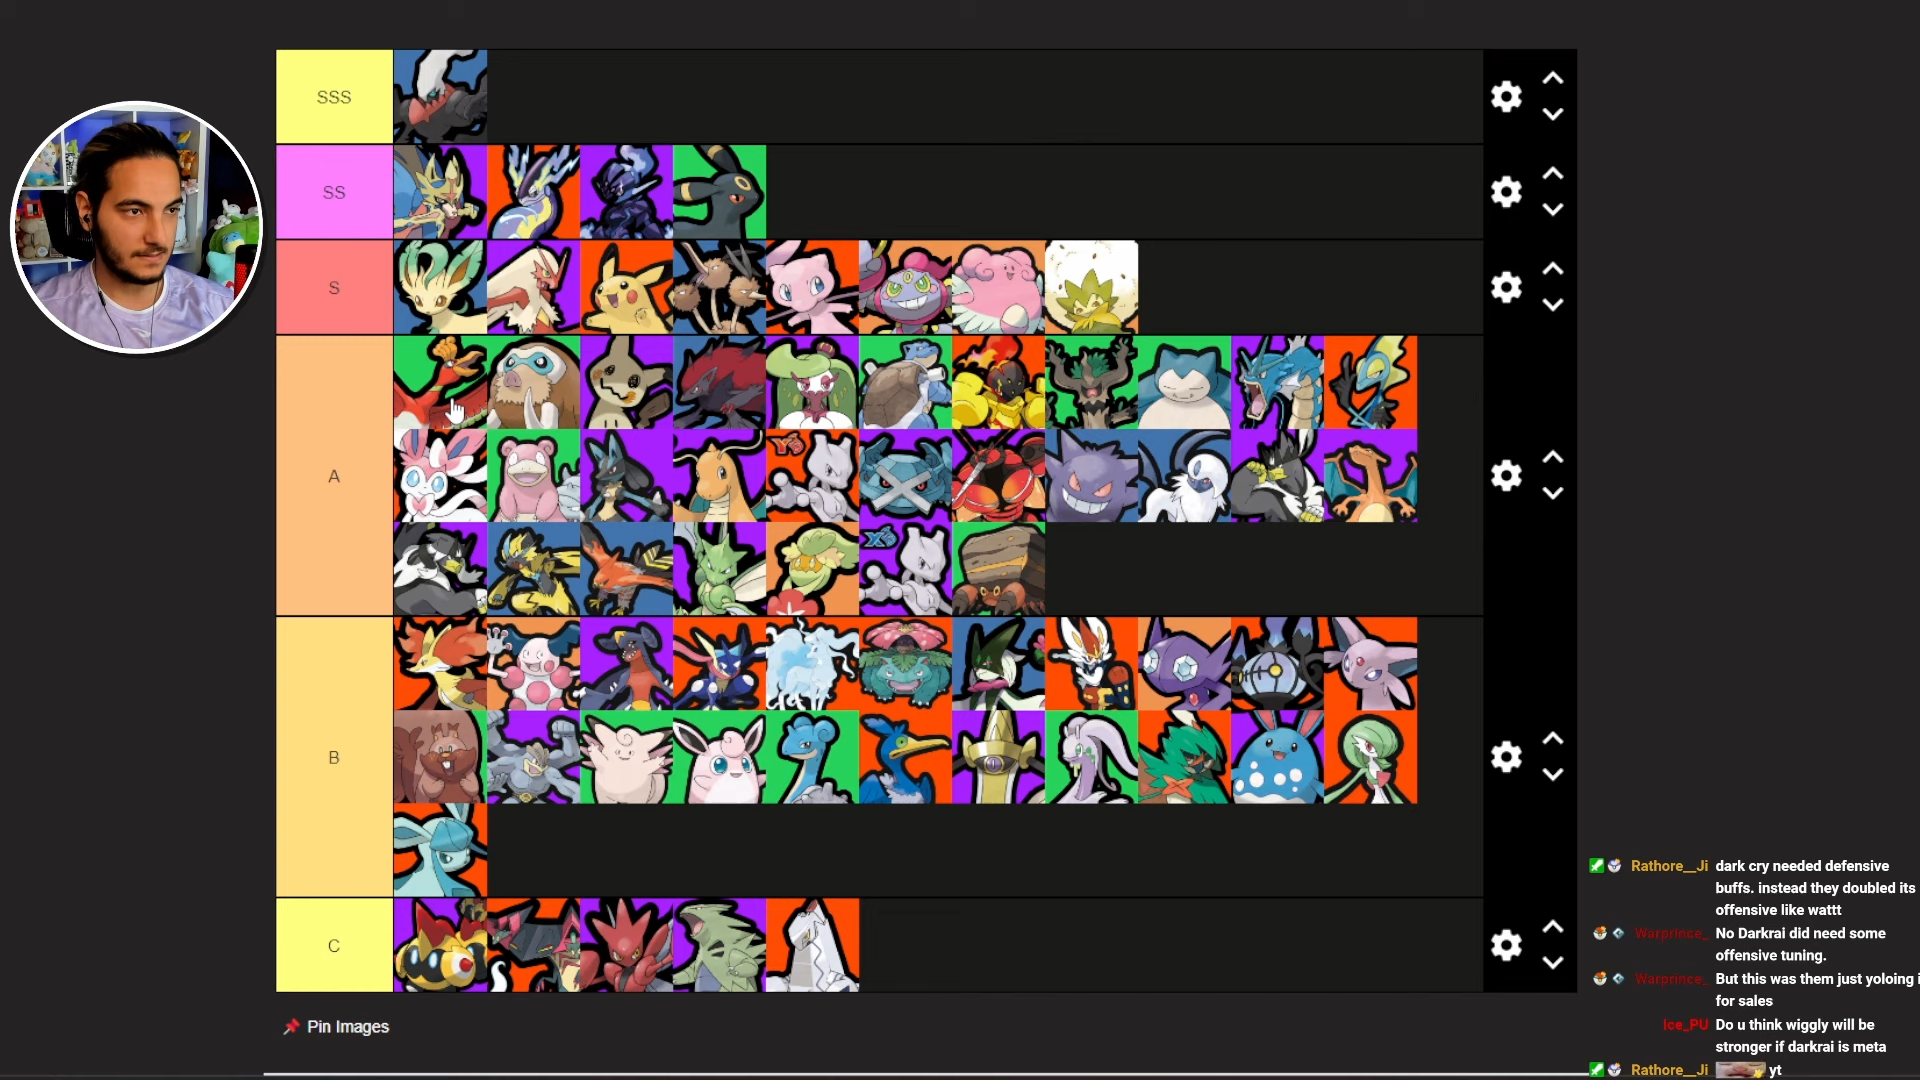 SSS
SS
S
A
Y
X
B
C
Pin Images
Rathore__Ji dark cry needed defensive
buffs. instead they doubled its
offensive like wattt
Warprince_ No Darkrai did need some
offensive tuning.
Warprince_ But this was them just yoloing i
for sales
Ice_PU Do u think wiggly will be
stronger if darkrai is meta
Rathore__Ji yt